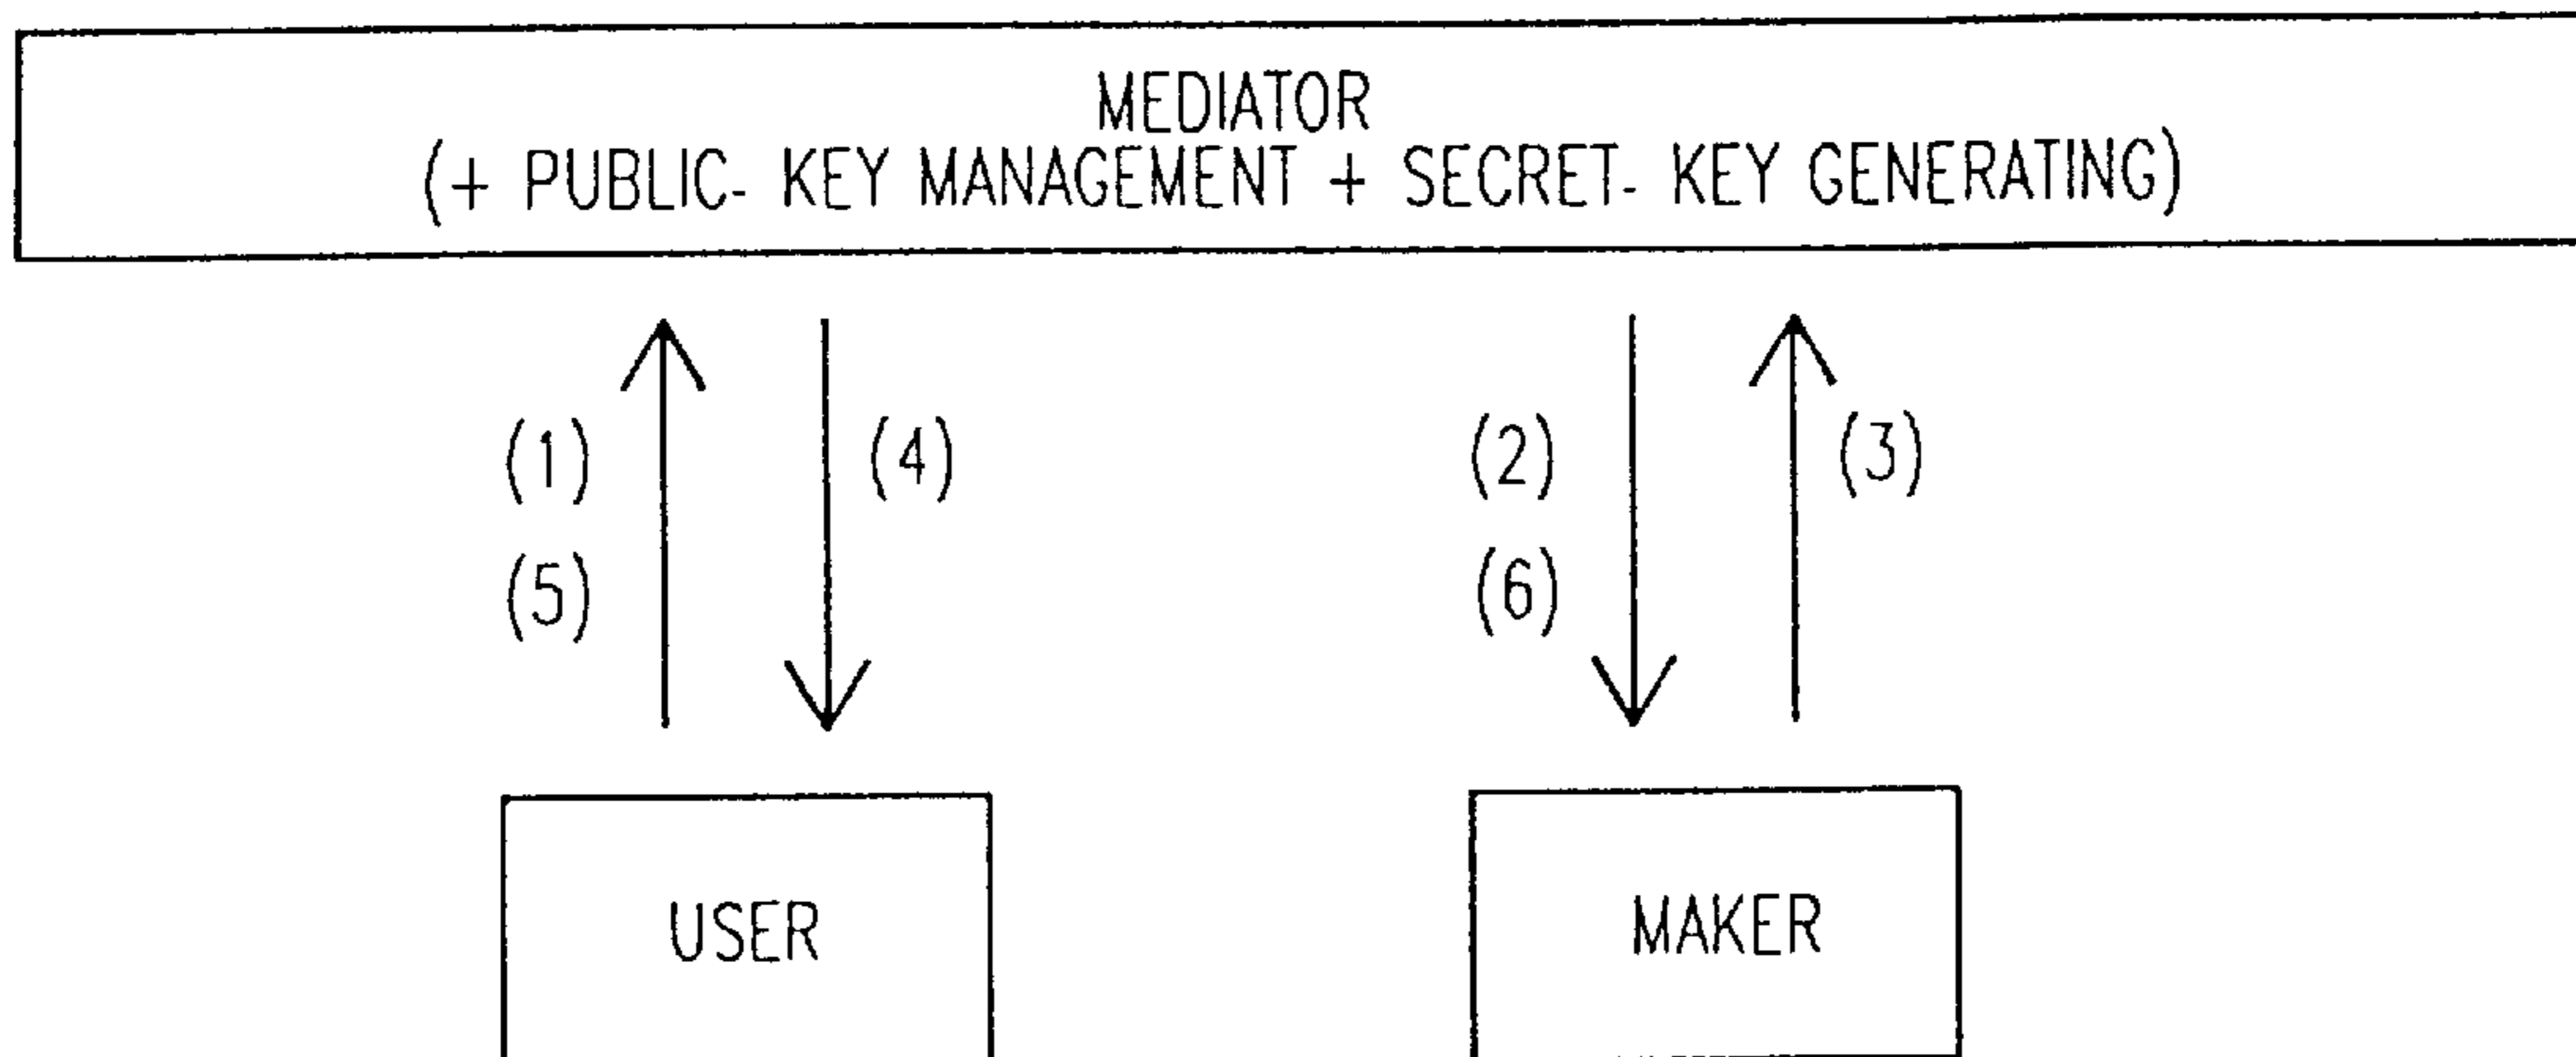 MEDIATOR
(+ PUBLIC- KEY MANAGEMENT + SECRET- KEY GENERATING)
(1)
(4)
(2)
(3)
(5)
(6)
USER
MAKER